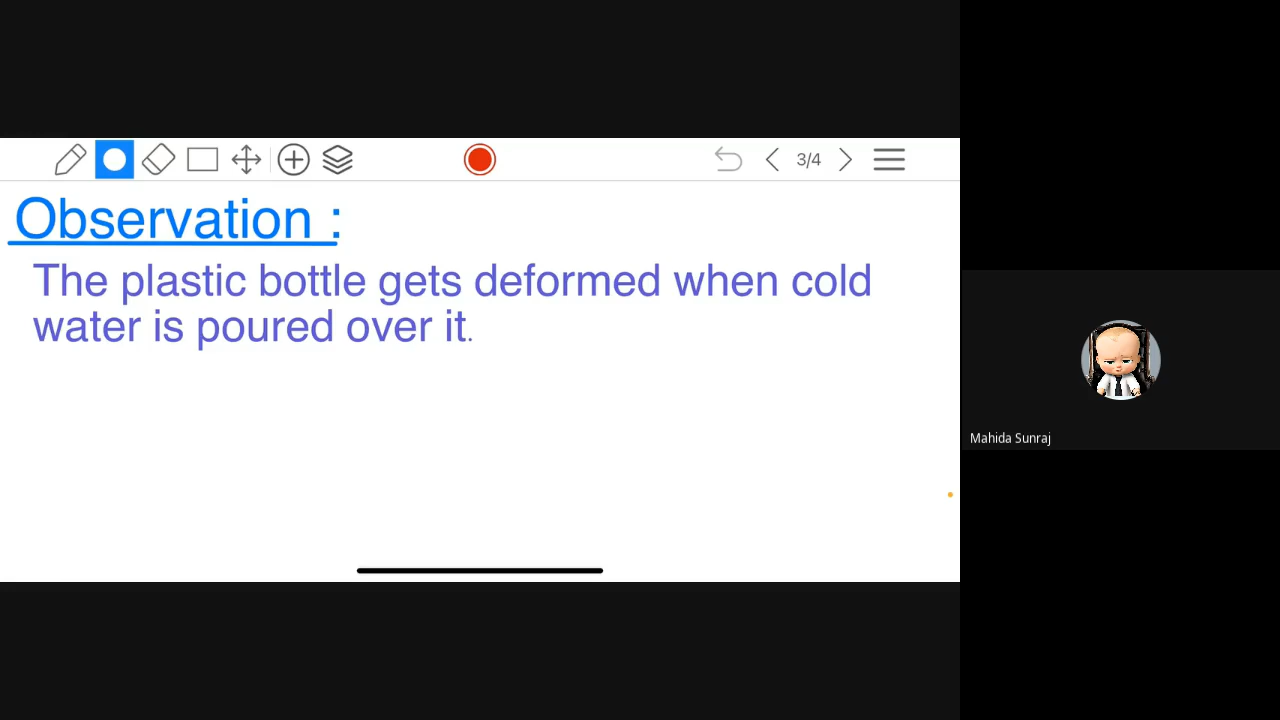 3/4
Observation :
The plastic bottle gets deformed when cold
water is poured over it.
Mahida Sunraj